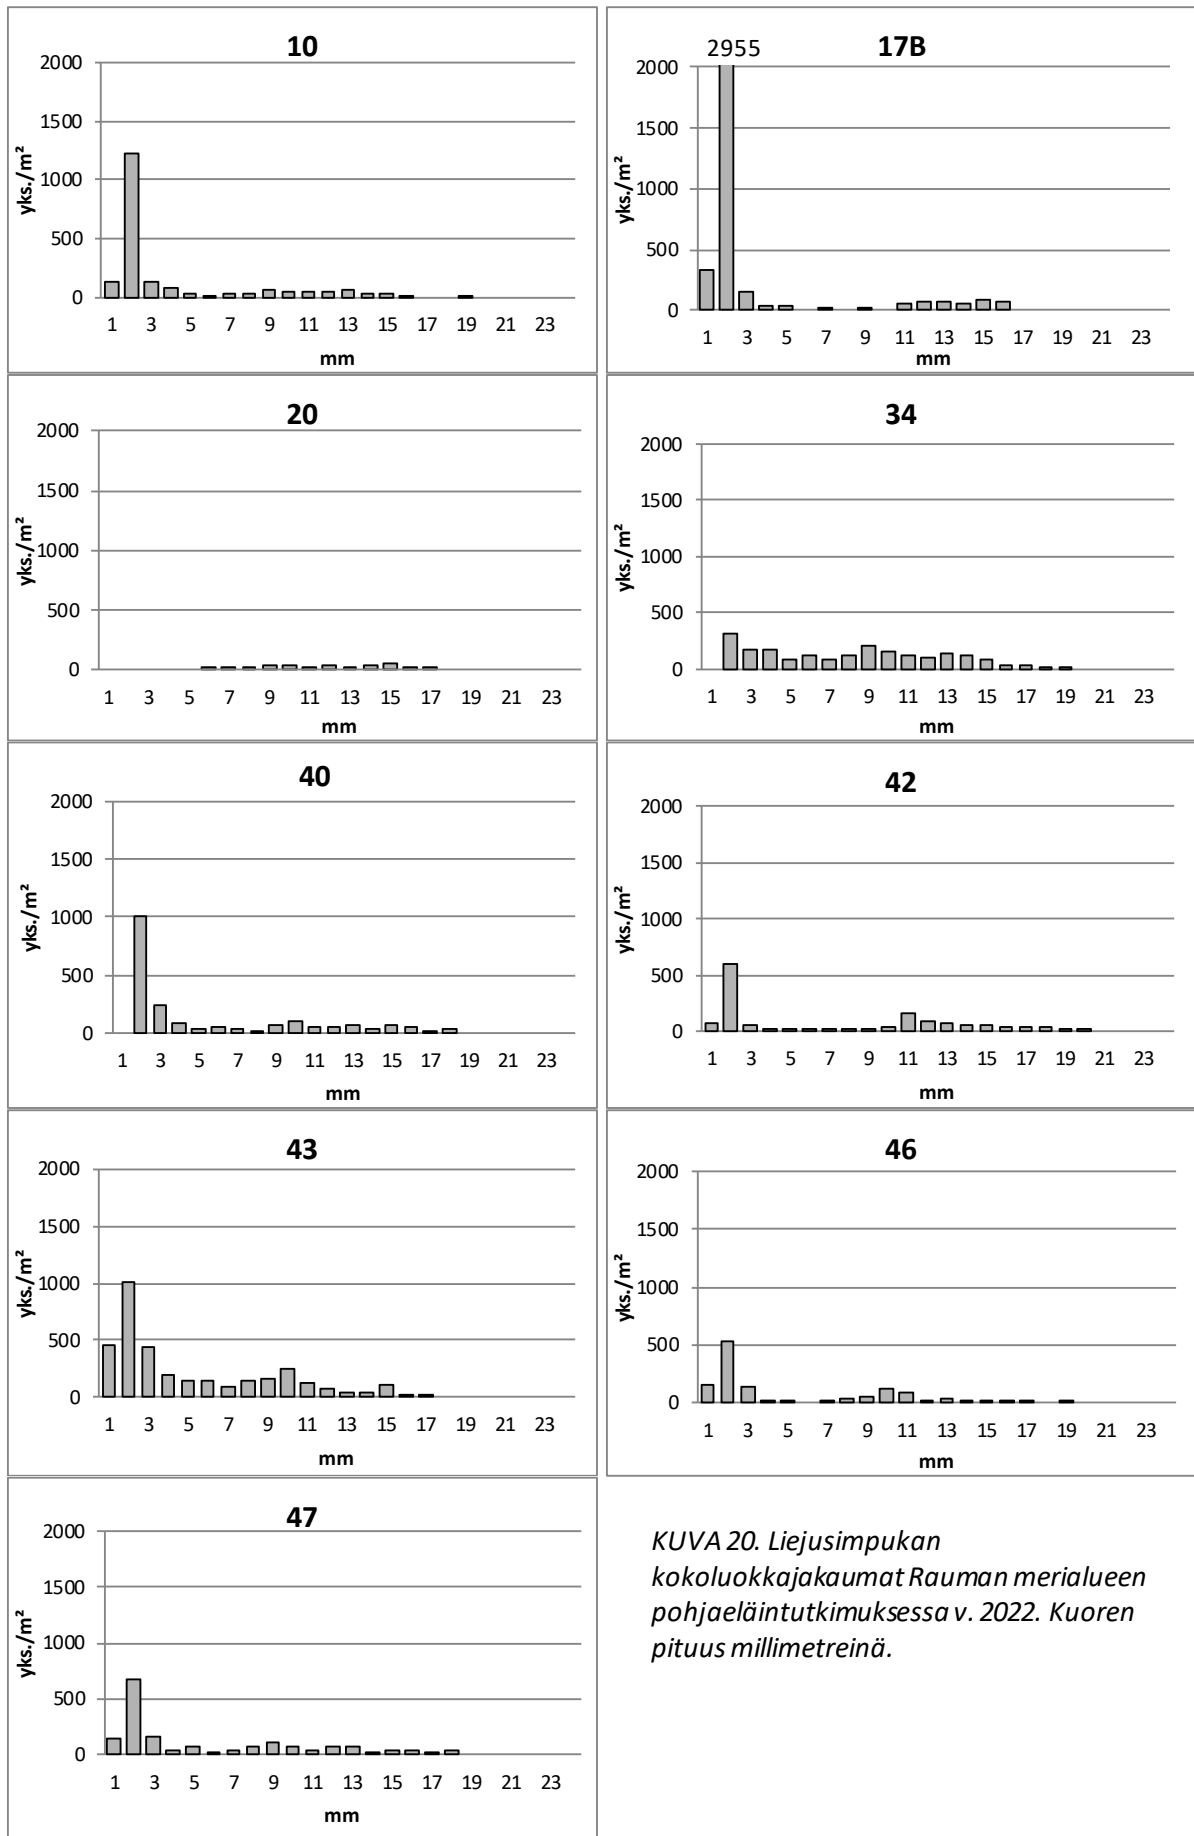 10
2000
1500
1000
500
0
yks./m²
1 3 5 7 9 11 13 15 17 19 21 23
mm
17B
2955
2000
1500
1000
500
0
yks./m²
1 3 5 7 9 11 13 15 17 19 21 23
mm
20
2000
1500
1000
500
0
yks./m²
1 3 5 7 9 11 13 15 17 19 21 23
mm
34
2000
1500
1000
500
0
yks./m²
1 3 5 7 9 11 13 15 17 19 21 23
mm
40
2000
1500
1000
500
0
yks./m²
1 3 5 7 9 11 13 15 17 19 21 23
mm
42
2000
1500
1000
500
0
yks./m²
1 3 5 7 9 11 13 15 17 19 21 23
mm
43
2000
1500
1000
500
0
yks./m²
1 3 5 7 9 11 13 15 17 19 21 23
mm
46
2000
1500
1000
500
0
yks./m²
1 3 5 7 9 11 13 15 17 19 21 23
mm
47
2000
1500
1000
500
0
yks./m²
1 3 5 7 9 11 13 15 17 19 21 23
mm
KUVA 20. Liejusimpukan
kokoluokkajakaumat Rauman merialueen
pohjaeläintutkimuksessa v. 2022. Kuoren
pituus millimetreinä.